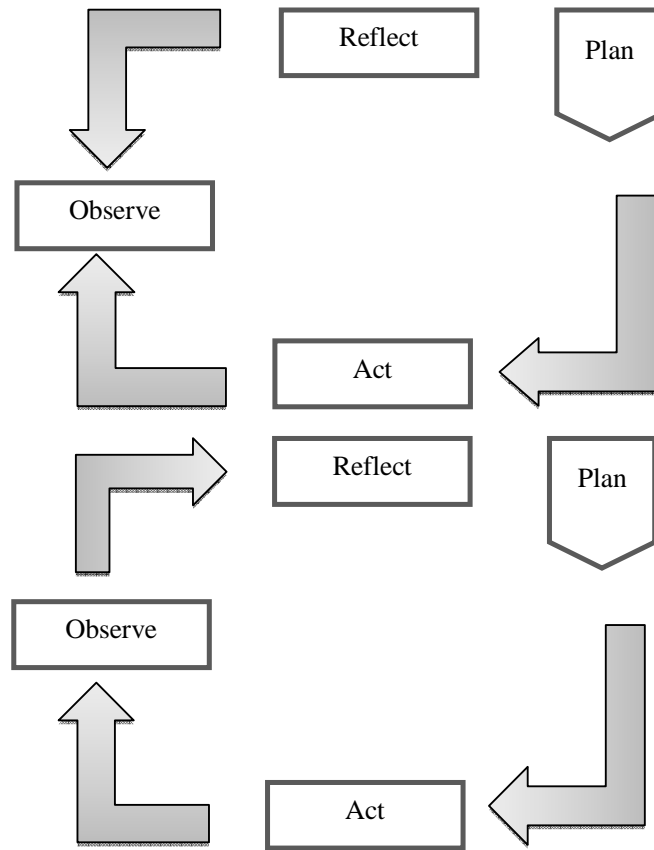 Reflect
Plan
Observe
Act
Reflect
Plan
Observe
Act